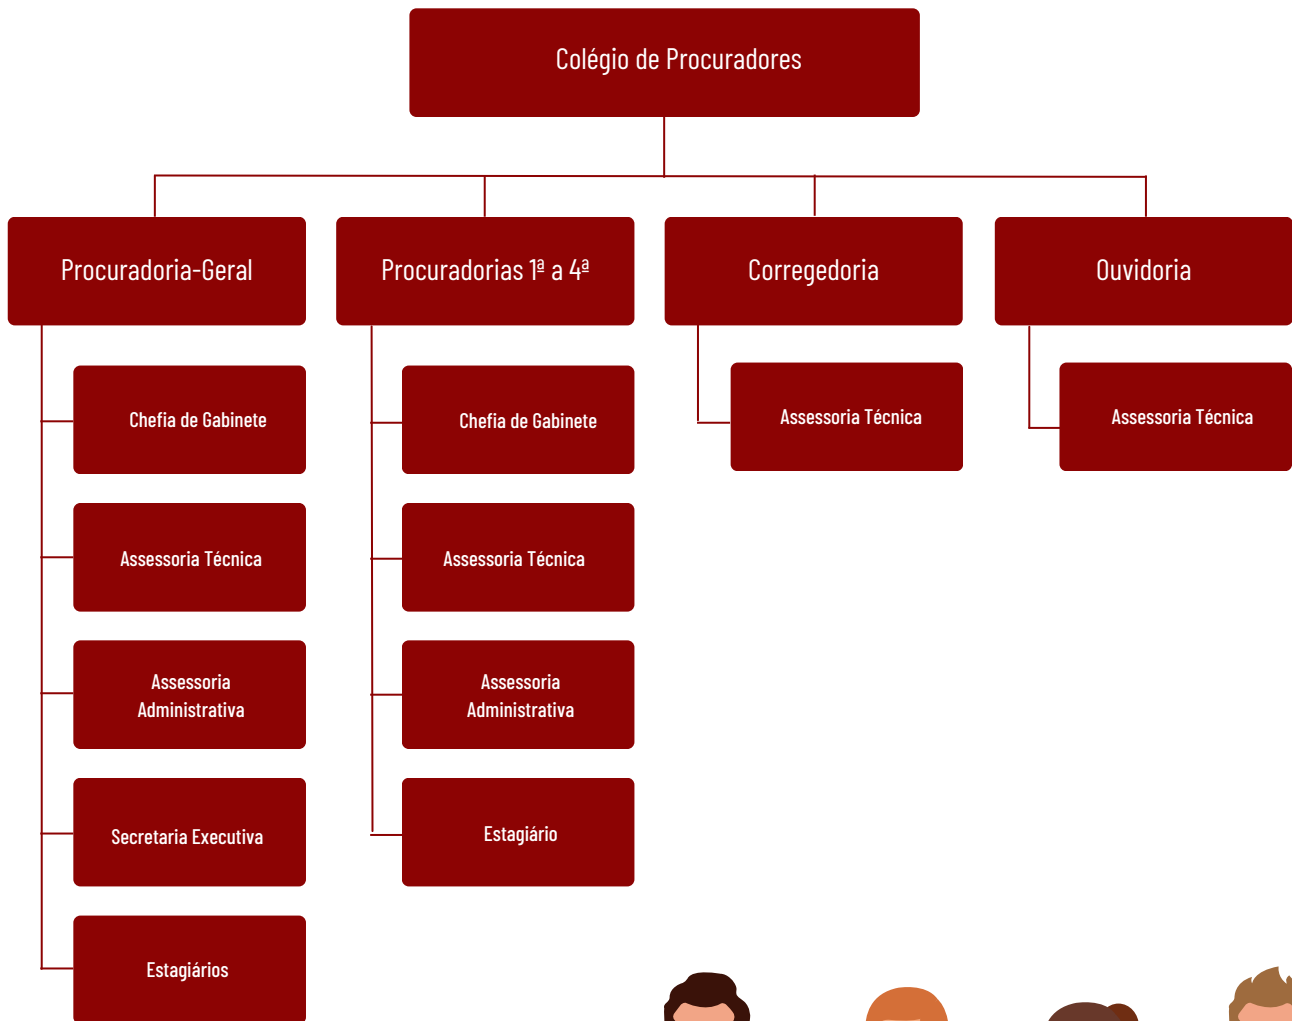 Colégio de Procuradores
Procuradoria-Geral
Procuradorias 1ª a 4ª
Corregedoria
Ouvidoria
Chefia de Gabinete
Chefia de Gabinete
Assessoria Técnica
Assessoria Técnica
Assessoria Técnica
Assessoria Técnica
Assessoria
Administrativa
Assessoria
Administrativa
Secretaria Executiva
Estagiário
Estagiários